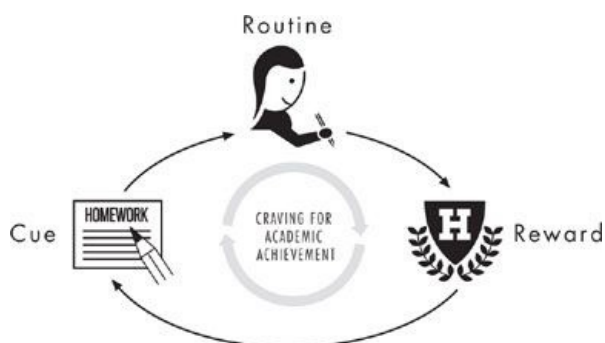 Routine
Cue
HOMEWORK
CRAVING FOR
ACADEMIC
ACHIEVEMENT
H
Reward